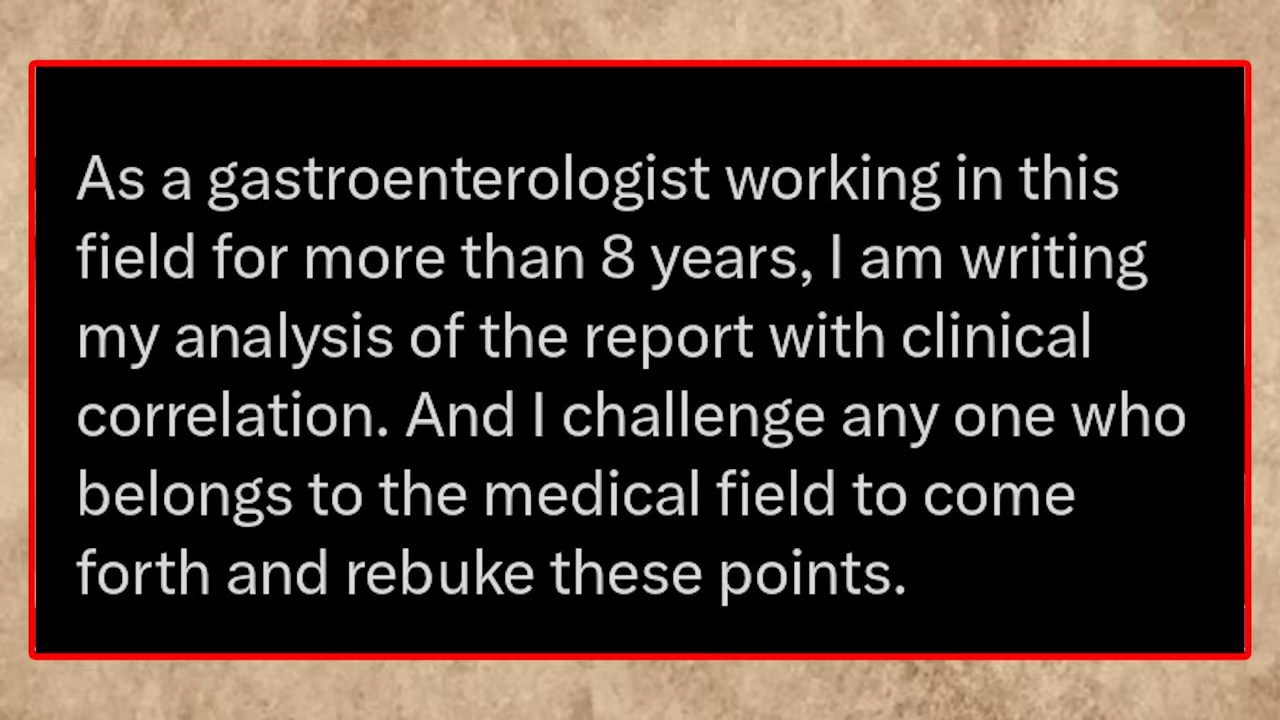 As a gastroenterologist working in this
field for more than 8 years, I am writing
my analysis of the report with clinical
correlation. And I challenge any one who
belongs to the medical field to come
forth and rebuke these points.